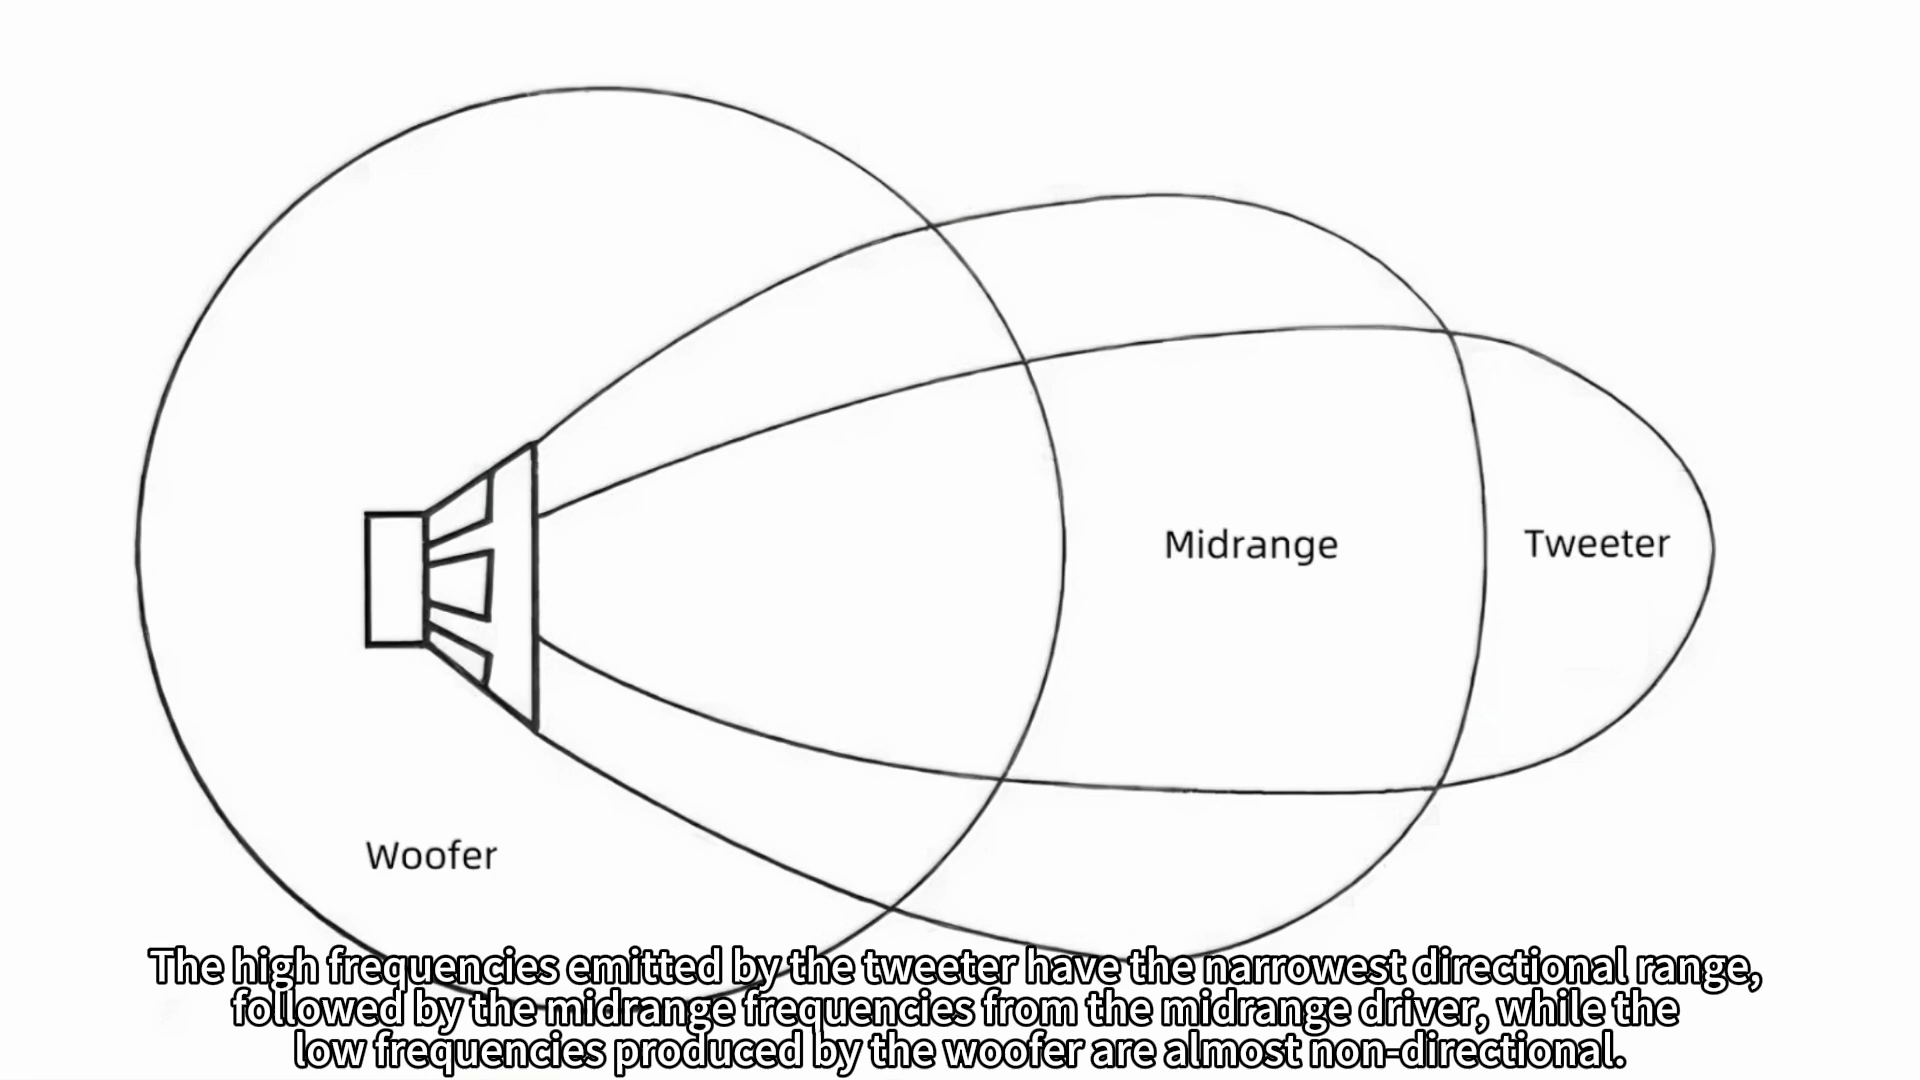 Midrange
Tweeter
Woofer
The high frequencies emitted by the tweeter have the narrowest directional range,
followed by the midrange frequencies from the midrange driver, while the
low frequencies produced by the woofer are almost non-directional.